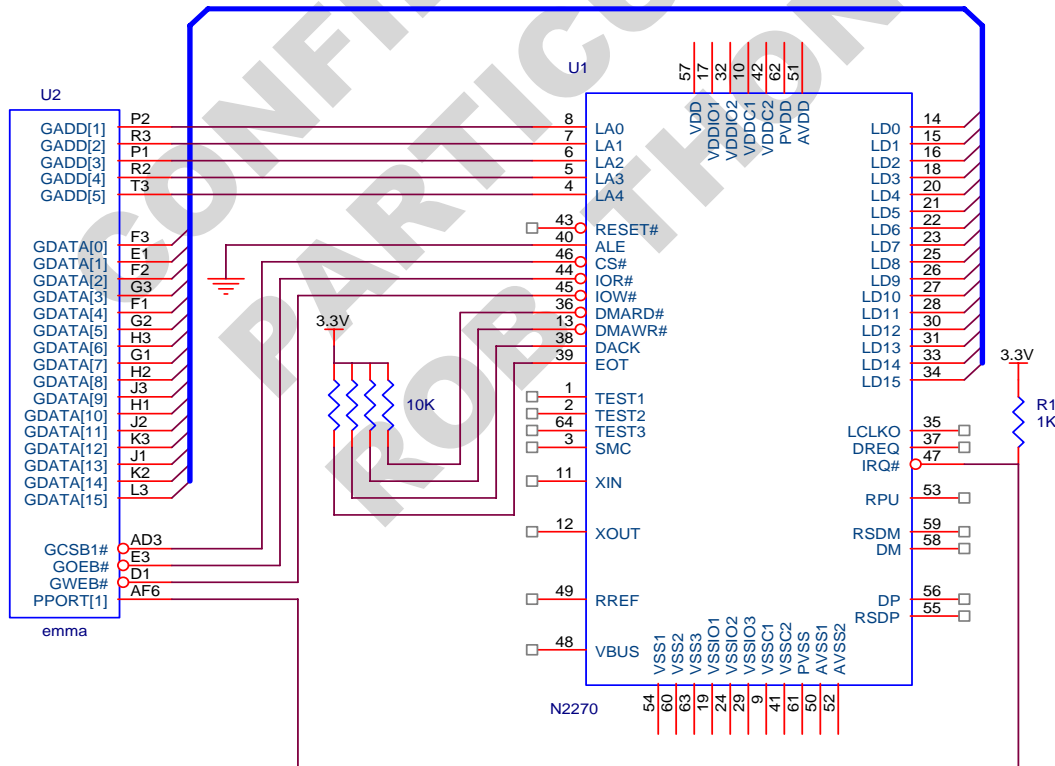 CONFI
PARTICU
ROB THON
U2
GADD[1] P2
GADD[2] R3
GADD[3] P1
GADD[4] R2
GADD[5] T3
GDATA[0] F3
GDATA[1] E1
GDATA[2] F2
GDATA[3] G3
GDATA[4] F1
GDATA[5] G2
GDATA[6] H3
GDATA[7] G1
GDATA[8] H2
GDATA[9] J3
GDATA[10] H1
GDATA[11] J2
GDATA[12] K3
GDATA[13] J1
GDATA[14] K2
GDATA[15] L3
GCSB1# AD3
GOEB# E3
GWEB# D1
PPORT[1] AF6
emma
3.3V
10K
U1
57 17 32 10 42 62 51
VDD VDDIO1 VDDIO2 VDDC1 VDDC2 PVDD AVDD
8 LA0
7 LA1
6 LA2
5 LA3
4 LA4
43 RESET#
40 ALE
46 CS#
44 IOR#
45 IOW#
36 DMARD#
13 DMAWR#
38 DACK
39 EOT
1 TEST1
2 TEST2
64 TEST3
3 SMC
11 XIN
12 XOUT
49 RREF
48 VBUS
LD0 14
LD1 15
LD2 16
LD3 18
LD4 20
LD5 21
LD6 22
LD7 23
LD8 25
LD9 26
LD10 27
LD11 28
LD12 30
LD13 31
LD14 33
LD15 34
LCLKO 35
DREQ 37
IRQ# 47
RPU 53
RSDM 59
DM 58
DP 56
RSDP 55
VSS1 VSS2 VSS3 VSSIO1 VSSIO2 VSSIO3 VSSC1 VSSC2 PVSS AVSS1 AVSS2
54 60 63 19 24 29 9 41 61 50 52
N2270
3.3V
R1
1K